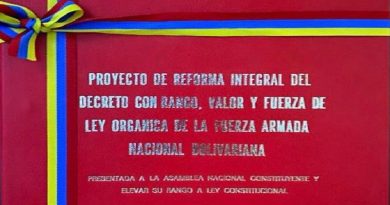 PROYECTO DE REFORMA INTEGRAL DEL
DECRETO CON RANGO, VALOR Y FUERZA DE
LEY ORGANICA DE LA FUERZA ARMADA
NACIONAL BOLIVARIANA
PRESENTADA A LA ASAMBLEA NACIONAL CONSTITUYENTE Y
ELEVAR SU RANGO A LEY CONSTITUCIONAL